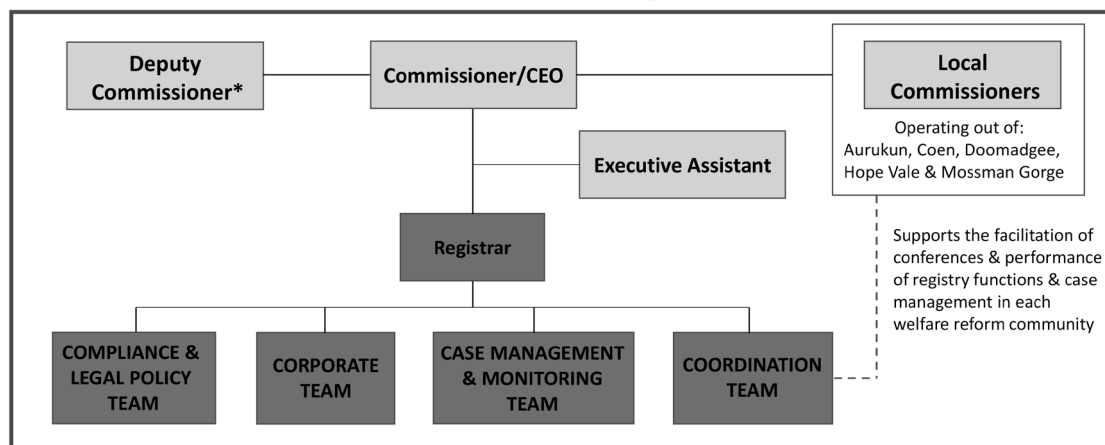 Deputy
Commissioner*
Commissioner/CEO
Local
Commissioners
Operating out of:
Aurukun, Coen, Doomadgee,
Hope Vale & Mossman Gorge
Executive Assistant
Registrar
Supports the facilitation of
conferences & performance
of registry functions & case
management in each
welfare reform community
COMPLIANCE &
LEGAL POLICY
TEAM
CORPORATE
TEAM
CASE MANAGEMENT
& MONITORING
TEAM
COORDINATION
TEAM